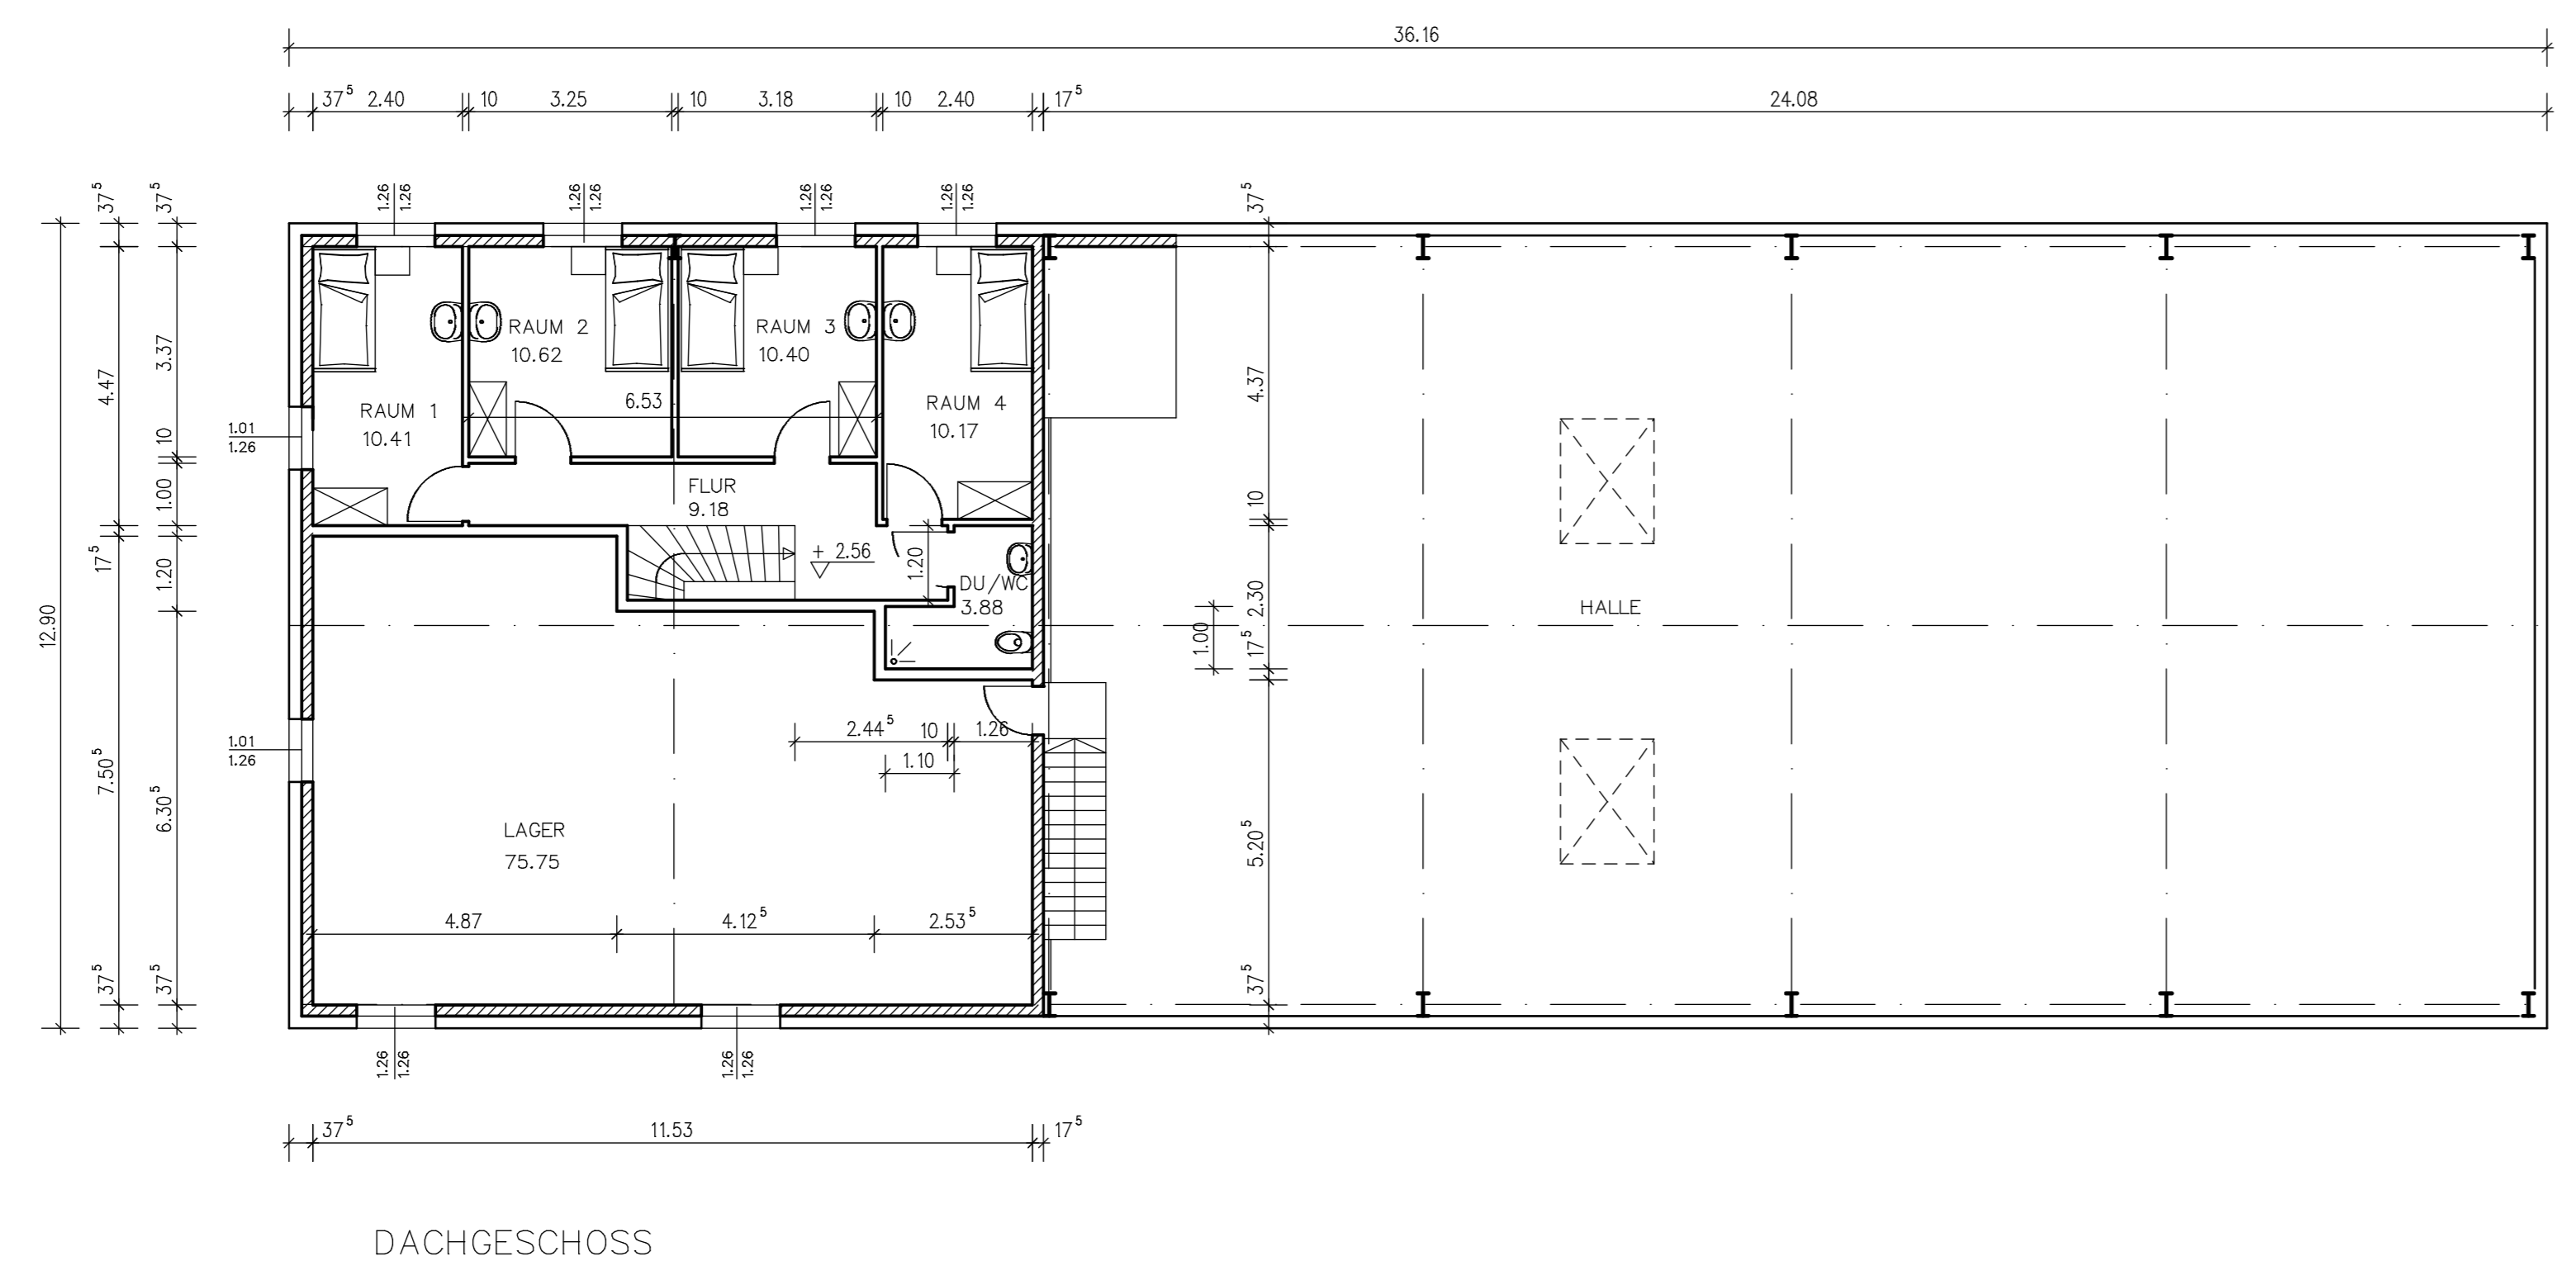 36.16
37⁵ 2.40 10 3.25 10 3.18 10 2.40 17⁵ 24.08
1.26 1.26 1.26 1.26 1.26 1.26 1.26 1.26
12.90
37⁵ 4.47 17⁵ 7.50⁵ 37⁵
37⁵ 3.37 10 1.00 1.20 6.30⁵ 37⁵
1.01
1.26
1.01
1.26
RAUM 1
10.41
RAUM 2
10.62
RAUM 3
10.40
RAUM 4
10.17
6.53
FLUR
9.18
+ 2.56
1.20
DU/WC
3.88
37⁵ 4.37 10 2.30 17⁵ 5.20⁵ 37⁵
1.00
HALLE
2.44⁵ 10 1.26
1.10
LAGER
75.75
4.87 4.12⁵ 2.53⁵
1.26 1.26 1.26 1.26
37⁵ 11.53 17⁵
DACHGESCHOSS